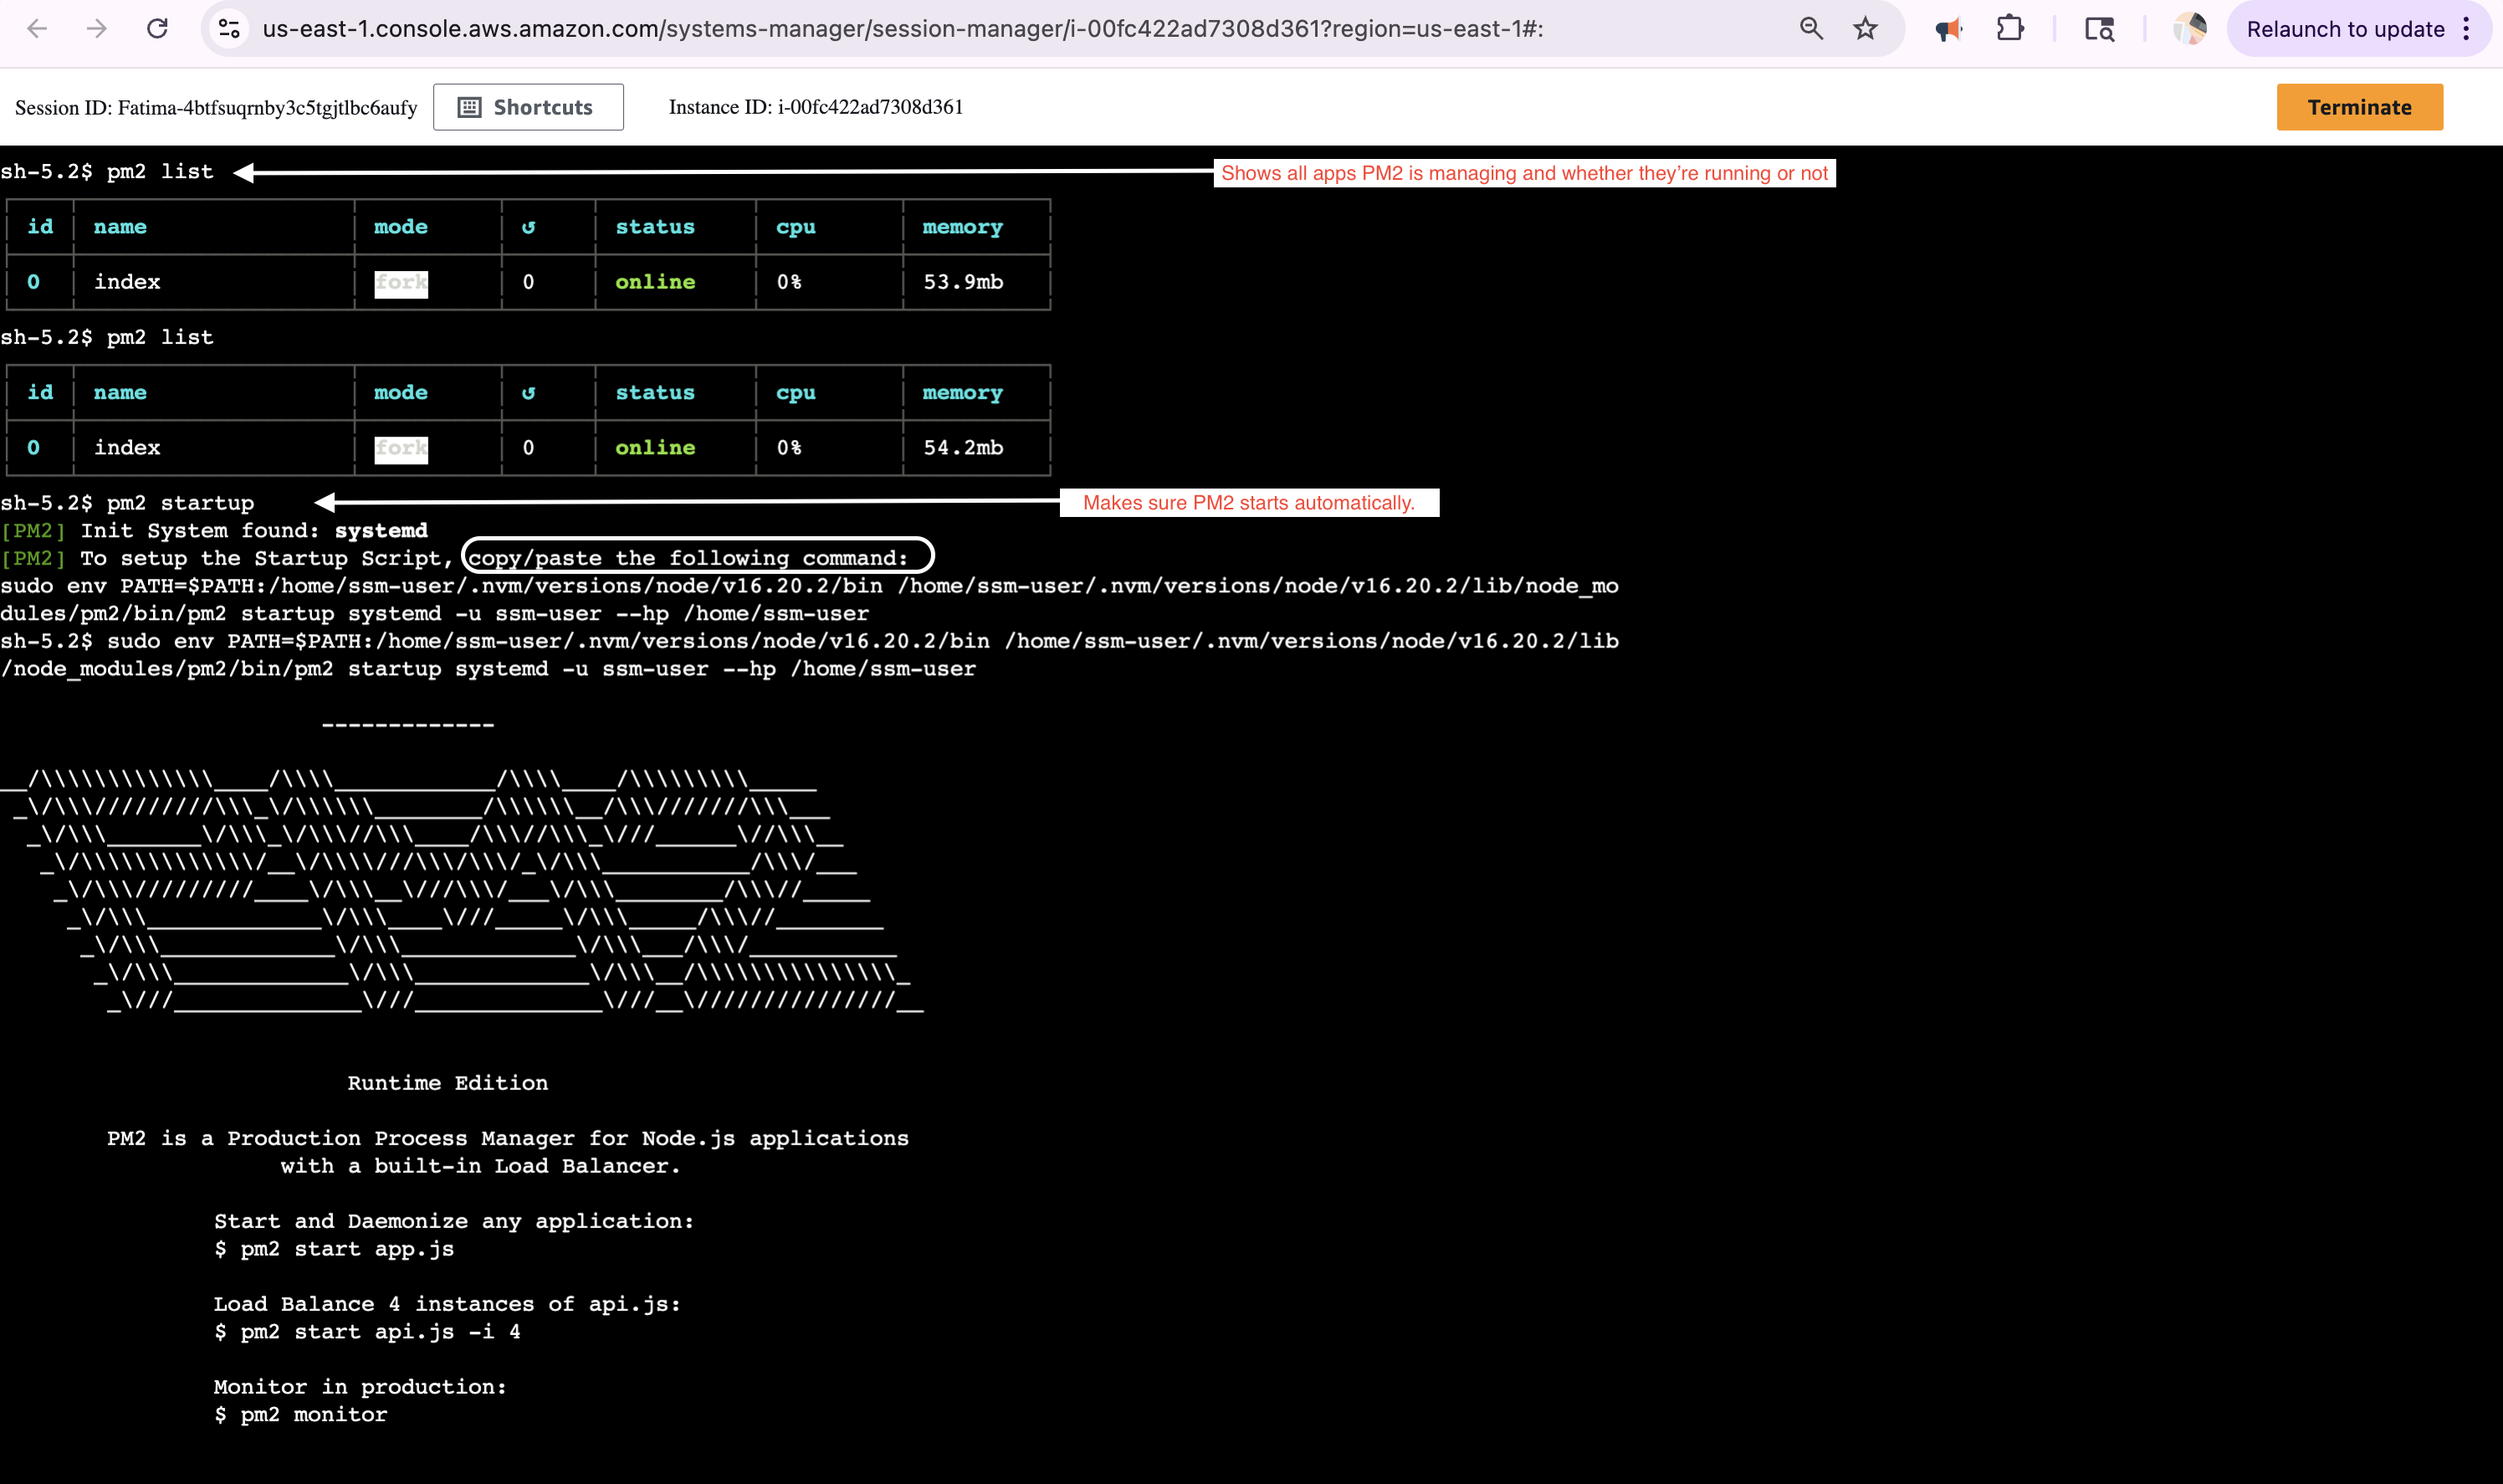 us-east-1.console.aws.amazon.com/systems-manager/session-manager/i-00fc422ad7308d361?region=us-east-1#:
Relaunch to update
Session ID: Fatima-4btfsuqrnby3c5tgjtlbc6aufy
Shortcuts
Instance ID: i-00fc422ad7308d361
Terminate
sh-5.2$ pm2 list
Shows all apps PM2 is managing and whether they're running or not
id name mode ↺ status cpu memory
0 index fork 0 online 0% 53.9mb
sh-5.2$ pm2 list
id name mode ↺ status cpu memory
0 index fork 0 online 0% 54.2mb
sh-5.2$ pm2 startup
Makes sure PM2 starts automatically.
[PM2] Init System found: systemd
[PM2] To setup the Startup Script, copy/paste the following command:
sudo env PATH=$PATH:/home/ssm-user/.nvm/versions/node/v16.20.2/bin /home/ssm-user/.nvm/versions/node/v16.20.2/lib/node_mo
dules/pm2/bin/pm2 startup systemd -u ssm-user --hp /home/ssm-user
sh-5.2$ sudo env PATH=$PATH:/home/ssm-user/.nvm/versions/node/v16.20.2/bin /home/ssm-user/.nvm/versions/node/v16.20.2/lib
/node_modules/pm2/bin/pm2 startup systemd -u ssm-user --hp /home/ssm-user
-------------
Runtime Edition
PM2 is a Production Process Manager for Node.js applications
with a built-in Load Balancer.
Start and Daemonize any application:
$ pm2 start app.js
Load Balance 4 instances of api.js:
$ pm2 start api.js -i 4
Monitor in production:
$ pm2 monitor